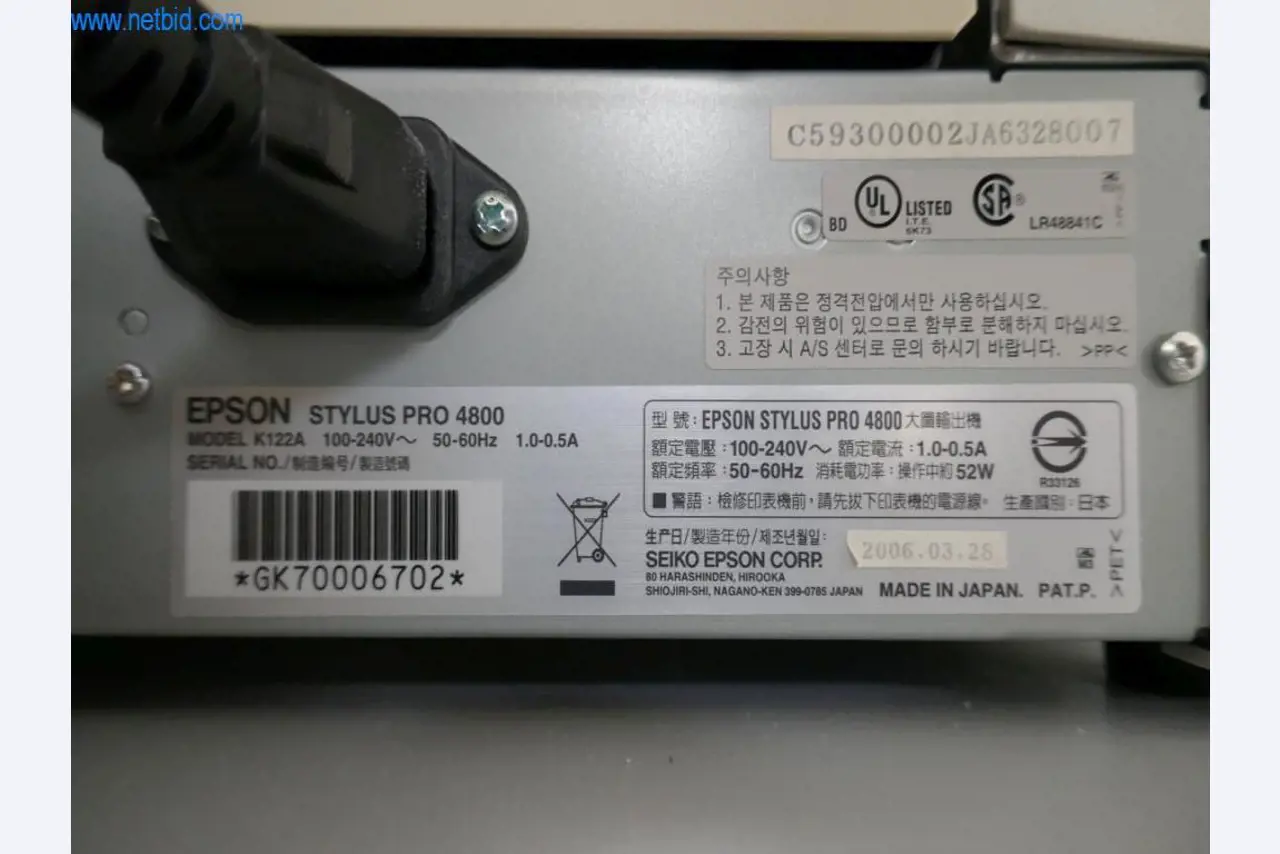 www.netbid.com
C59300002JA6328007
BD UL LISTED
I.T.E.
6K73
SA
LR48841C
주의사항
1. 본 제품은 정격전압에서만 사용하십시오.
2. 감전의 위험이 있으므로 함부로 분해하지 마십시오.
3. 고장 시 A/S 센터로 문의 하시기 바랍니다. >PP<
EPSON STYLUS PRO 4800
MODEL K122A 100-240V～ 50-60Hz 1.0-0.5A
SERIAL NO./制造编号/製造號碼
*GK70006702*
型 號：EPSON STYLUS PRO 4800 大圖輸出機
額定電壓：100-240V～ 額定電流：1.0-0.5A
額定頻率：50-60Hz 消耗電功率：操作中約 52W
■ 警語：檢修印表機前，請先拔下印表機的電源線。 生產國別：日本
R33126
生产日/製造年份/제조년월일：
2006.03.28
SEIKO EPSON CORP.
80 HARASHINDEN, HIROOKA
SHIOJIRI-SHI, NAGANO-KEN 399-0785 JAPAN MADE IN JAPAN. PAT.P.
>PET<